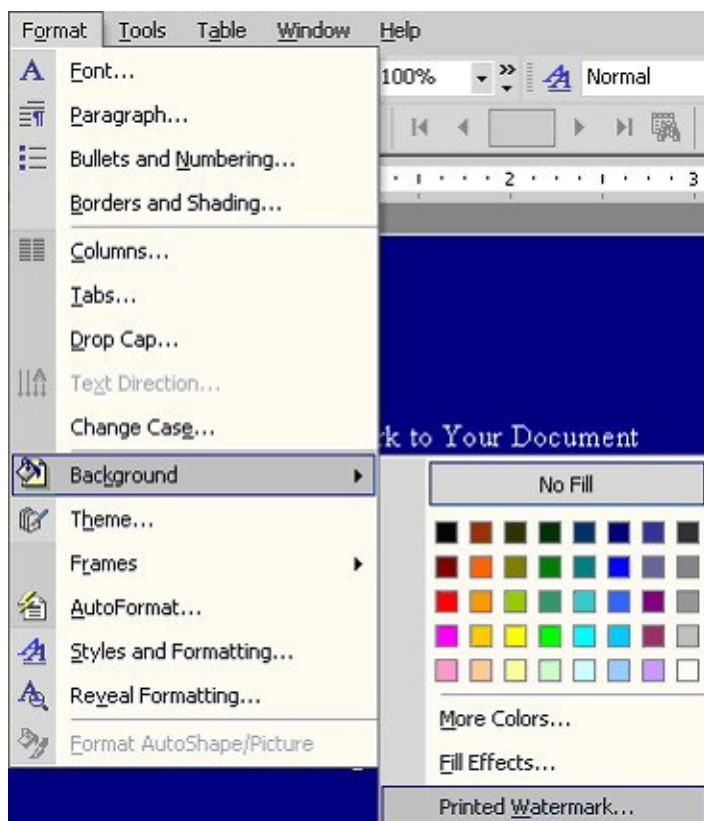 Format Tools Table Window Help
Font...
100% Normal
Paragraph...
Bullets and Numbering...
2 3
Borders and Shading...
Columns...
Tabs...
Drop Cap...
Text Direction...
Change Case...
to Your Document
Background
No Fill
Theme...
Frames
AutoFormat...
Styles and Formatting...
Reveal Formatting...
More Colors...
Format AutoShape/Picture
Fill Effects...
Printed Watermark...